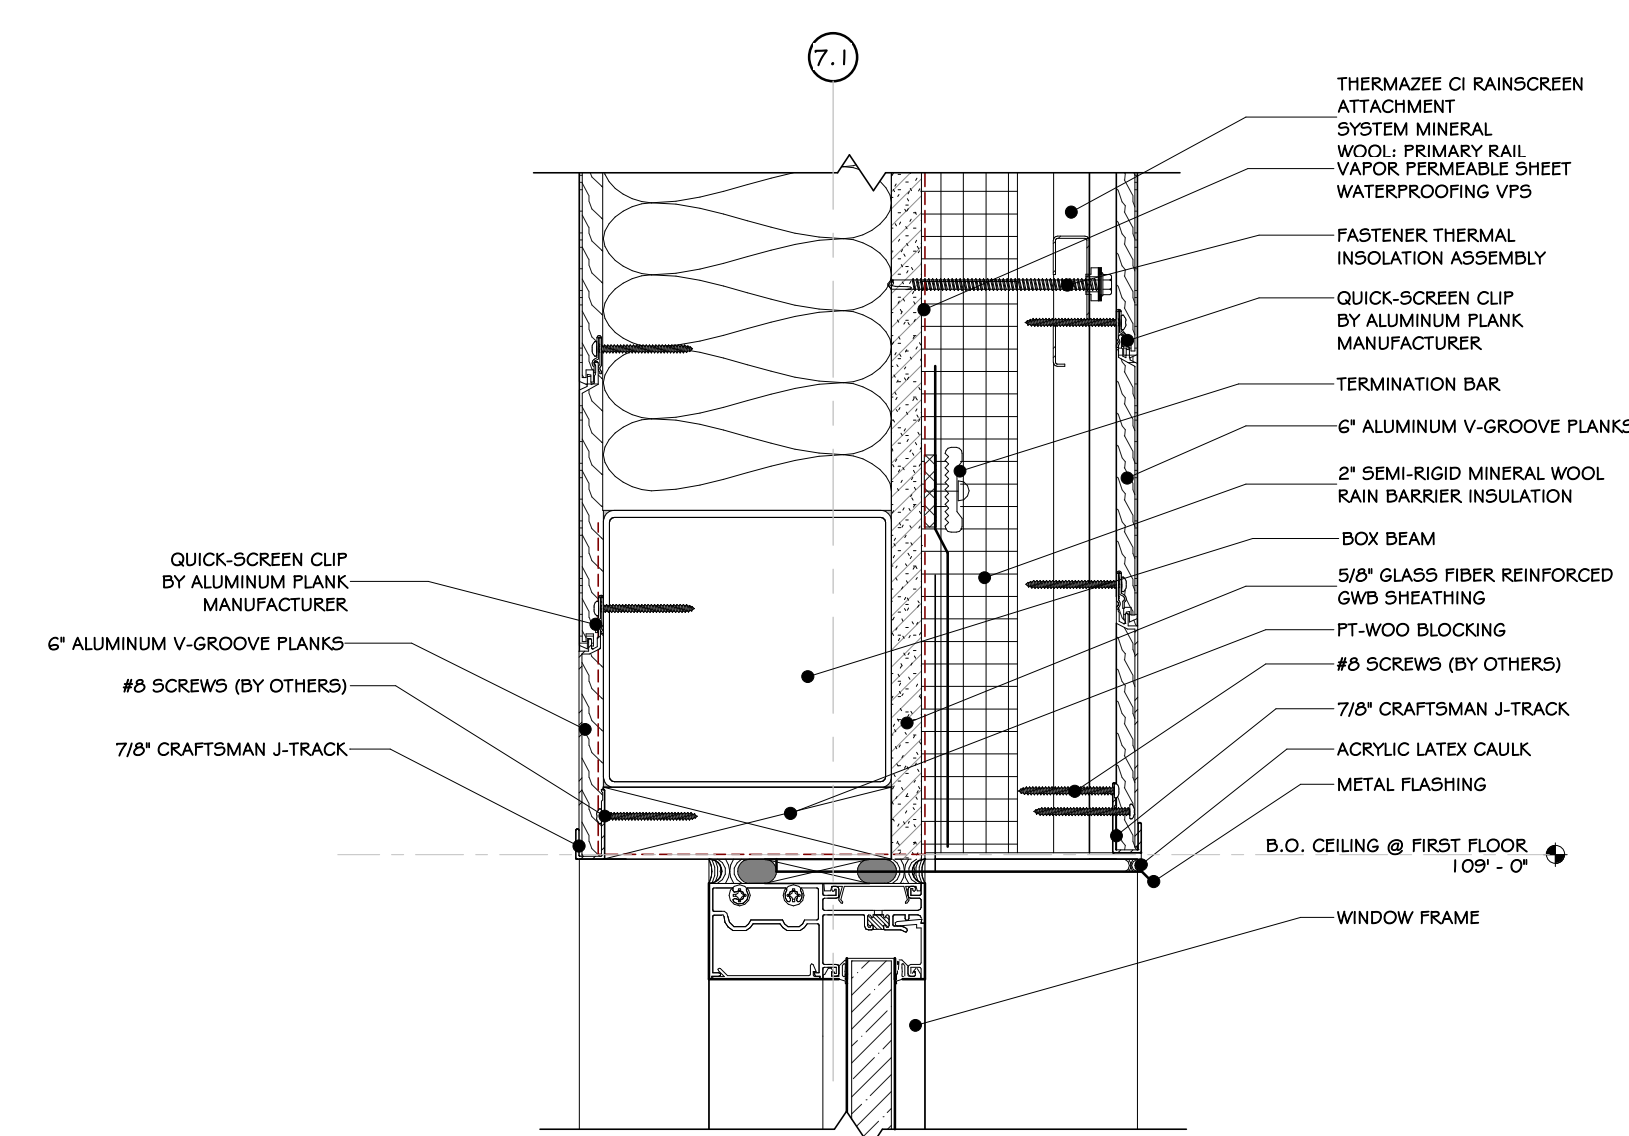 7.1
THERMAZEE CI RAINSCREEN
ATTACHMENT
SYSTEM MINERAL
WOOL: PRIMARY RAIL
VAPOR PERMEABLE SHEET
WATERPROOFING VPS
FASTENER THERMAL
INSOLATION ASSEMBLY
QUICK-SCREEN CLIP
BY ALUMINUM PLANK
MANUFACTURER
TERMINATION BAR
6" ALUMINUM V-GROOVE PLANKS
2" SEMI-RIGID MINERAL WOOL
RAIN BARRIER INSULATION
BOX BEAM
5/8" GLASS FIBER REINFORCED
GWB SHEATHING
PT-WOO BLOCKING
#8 SCREWS (BY OTHERS)
7/8" CRAFTSMAN J-TRACK
ACRYLIC LATEX CAULK
METAL FLASHING
B.O. CEILING @ FIRST FLOOR
109' - 0"
WINDOW FRAME
QUICK-SCREEN CLIP
BY ALUMINUM PLANK
MANUFACTURER
6" ALUMINUM V-GROOVE PLANKS
#8 SCREWS (BY OTHERS)
7/8" CRAFTSMAN J-TRACK